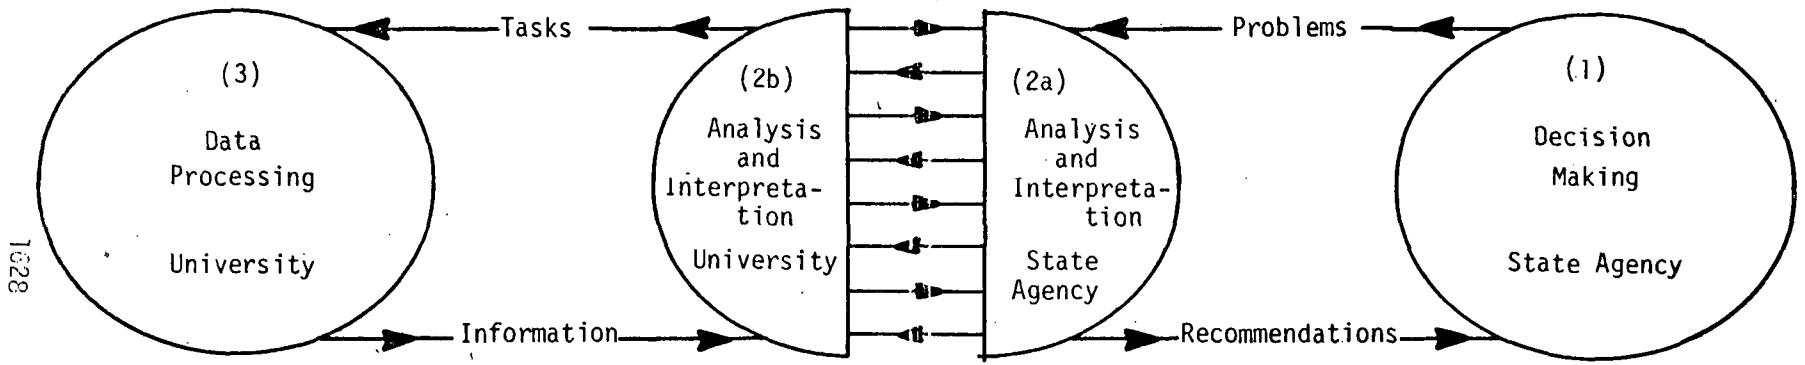 Tasks
Problems
(3)
Data
Processing
University
(2b)
Analysis
and
Interpreta-
tion
University
(2a)
Analysis
and
Interpreta-
tion
State
Agency
(1)
Decision
Making
State Agency
Information
Recommendations
1628